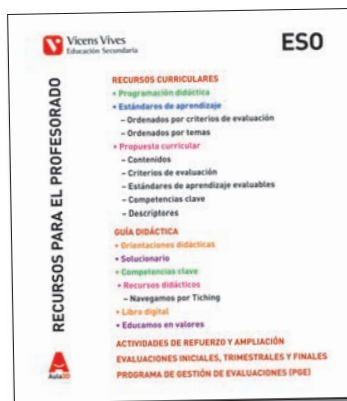 Vicens Vives
Educación Secundaria
ESO
RECURSOS PARA EL PROFESORADO
RECURSOS CURRICULARES
• Programación didáctica
• Estándares de aprendizaje
– Ordenados por criterios de evaluación
– Ordenados por temas
• Propuesta curricular
– Contenidos
– Criterios de evaluación
– Estándares de aprendizaje evaluables
– Competencias clave
– Descriptores
GUÍA DIDÁCTICA
• Orientaciones didácticas
• Solucionario
• Competencias clave
• Recursos didácticos
– Navegamos por Tiching
• Libro digital
• Educamos en valores
ACTIVIDADES DE REFUERZO Y AMPLIACIÓN
EVALUACIONES INICIALES, TRIMESTRALES Y FINALES
PROGRAMA DE GESTIÓN DE EVALUACIONES (PGE)
Aula3D